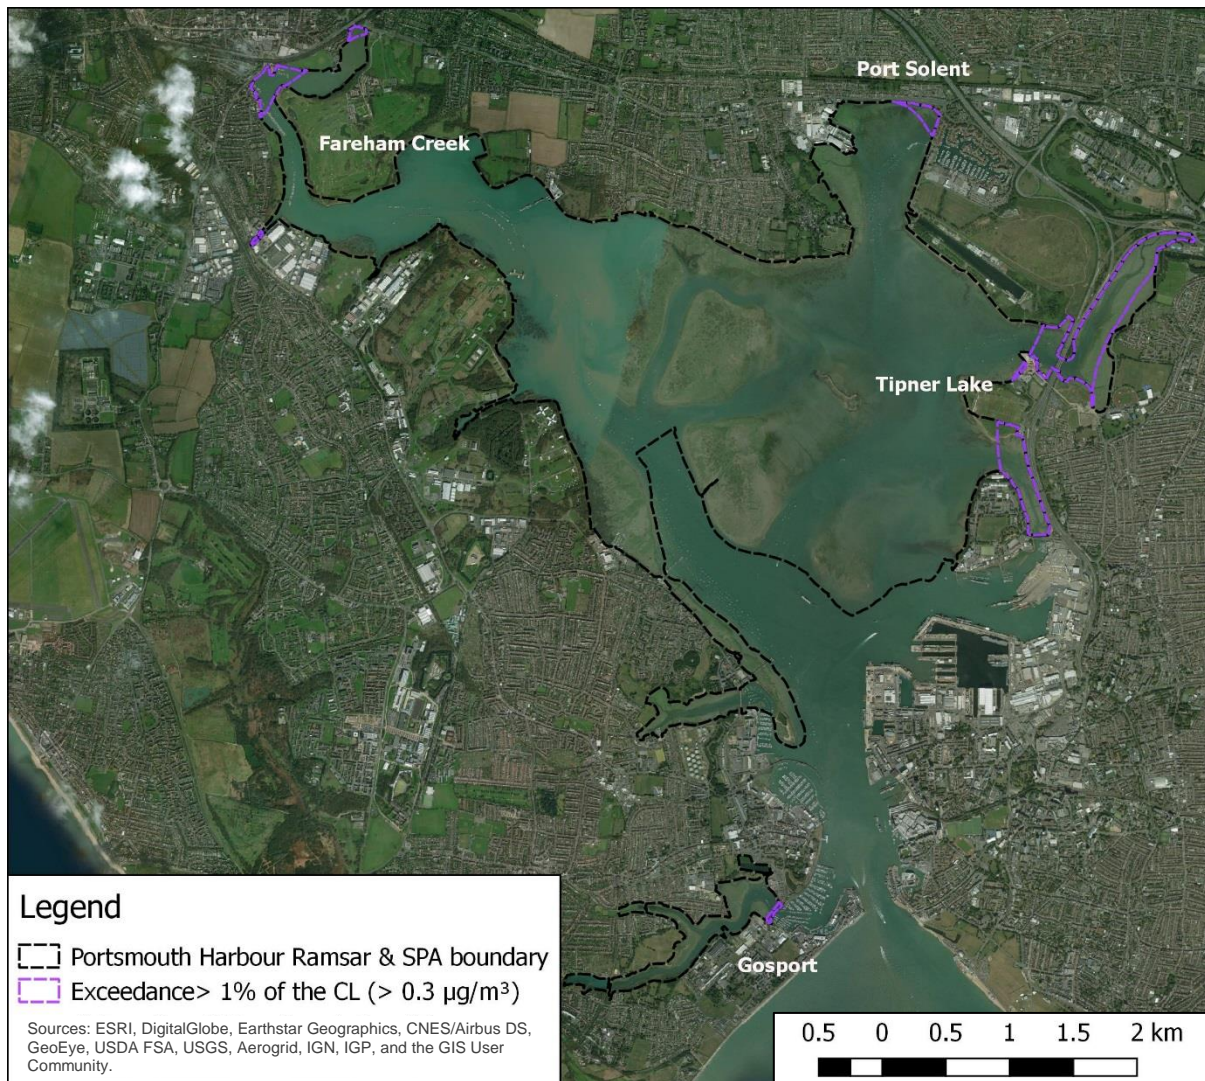 Port Solent
Fareham Creek
Tipner Lake
Gosport
Legend
Portsmouth Harbour Ramsar & SPA boundary
Exceedance> 1% of the CL (> 0.3 µg/m³)
Sources: ESRI, DigitalGlobe, Earthstar Geographics, CNES/Airbus DS,
GeoEye, USDA FSA, USGS, Aerogrid, IGN, IGP, and the GIS User
Community.
0.5 0 0.5 1 1.5 2 km